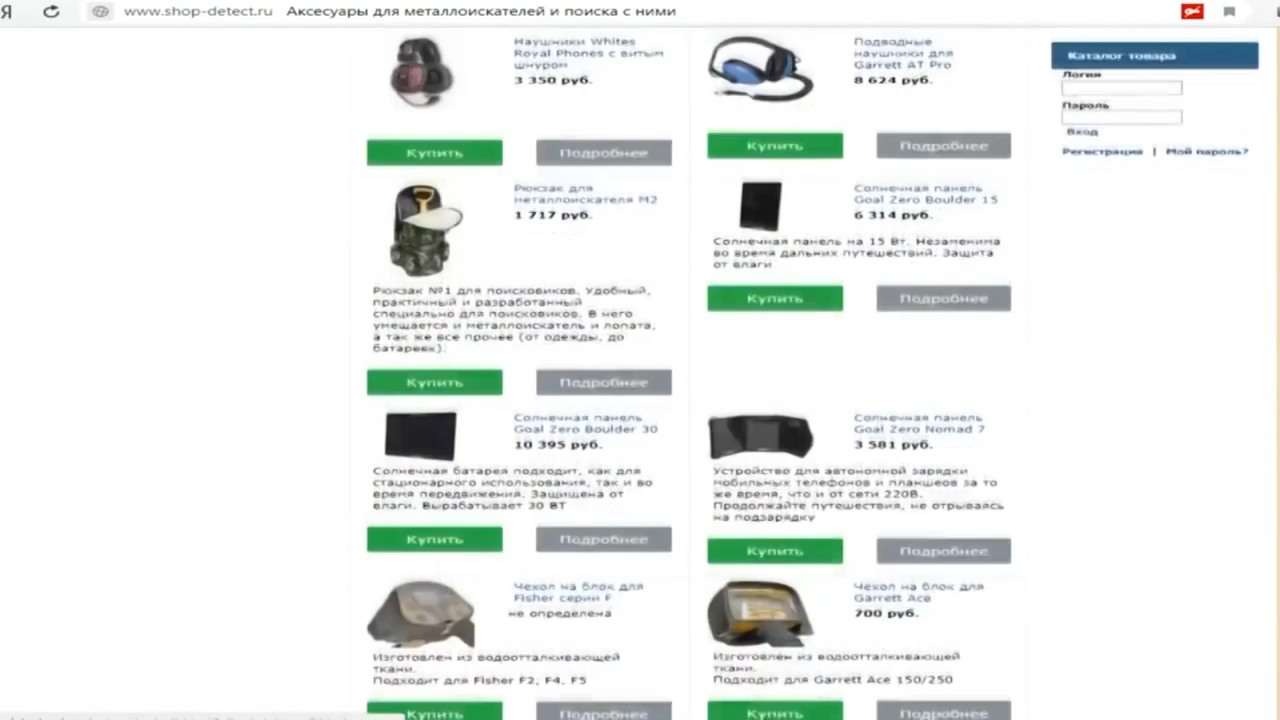 Я www.shop-detect.ru Аксесуары для металлоискателей и поиска с ними
Наушники Whites
Royal Phones с витым
шнуром
3 350 руб.
Купить
Подробнее
Подводные
наушники для
Garrett AT Pro
8 624 руб.
Купить
Подробнее
Каталог товара
Логин
Пароль
Вход
Регистрация | Мой пароль?
Рюкзак для
металлоискателя М2
1 717 руб.
Рюкзак №1 для поисковиков. Удобный,
практичный и разработанный
специально для поисковиков. В него
умещается и металлоискатель и лопата,
а так же все прочее (от одежды, до
батареек).
Купить
Подробнее
Солнечная панель
Goal Zero Boulder 15
6 314 руб.
Солнечная панель на 15 Вт. Незаменима
во время дальних путешествий. Защита
от влаги
Купить
Подробнее
Солнечная панель
Goal Zero Boulder 30
10 395 руб.
Солнечная батарея подходит, как для
стационарного использования, так и во
время передвижения. Защищена от
влаги. Вырабатывает 30 ВТ
Купить
Подробнее
Солнечная панель
Goal Zero Nomad 7
3 581 руб.
Устройство для автономной зарядки
мобильных телефонов и планшеов за то
же время, что и от сети 220В.
Продолжайте путешествия, не отрываясь
на подзарядку
Купить
Подробнее
Чехол на блок для
Fisher серии F
не определена
Изготовлен из водоотталкивающей
ткани.
Подходит для Fisher F2, F4, F5
Купить
Подробнее
Чехол на блок для
Garrett Ace
700 руб.
Изготовлен из водоотталкивающей
ткани.
Подходит для Garrett Ace 150/250
Купить
Подробнее